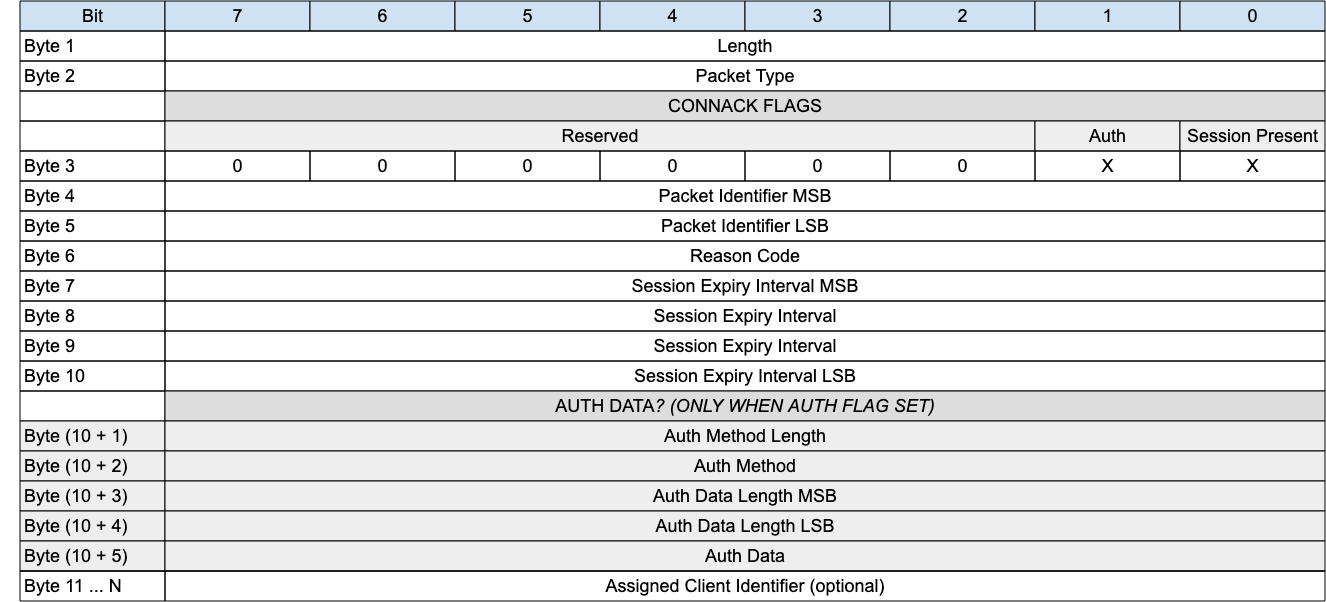 Bit 7 6 5 4 3 2 1 0
Byte 1 Length
Byte 2 Packet Type
CONNACK FLAGS
Reserved Auth Session Present
Byte 3 0 0 0 0 0 0 X X
Byte 4 Packet Identifier MSB
Byte 5 Packet Identifier LSB
Byte 6 Reason Code
Byte 7 Session Expiry Interval MSB
Byte 8 Session Expiry Interval
Byte 9 Session Expiry Interval
Byte 10 Session Expiry Interval LSB
AUTH DATA? (ONLY WHEN AUTH FLAG SET)
Byte (10 + 1) Auth Method Length
Byte (10 + 2) Auth Method
Byte (10 + 3) Auth Data Length MSB
Byte (10 + 4) Auth Data Length LSB
Byte (10 + 5) Auth Data
Byte 11 ... N Assigned Client Identifier (optional)